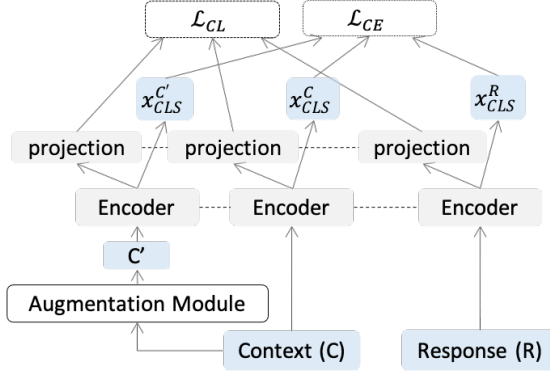 ℒ_CL ℒ_CE
x_CLS^C' x_CLS^C x_CLS^R
projection projection projection
Encoder Encoder Encoder
C'
Augmentation Module
Context (C) Response (R)